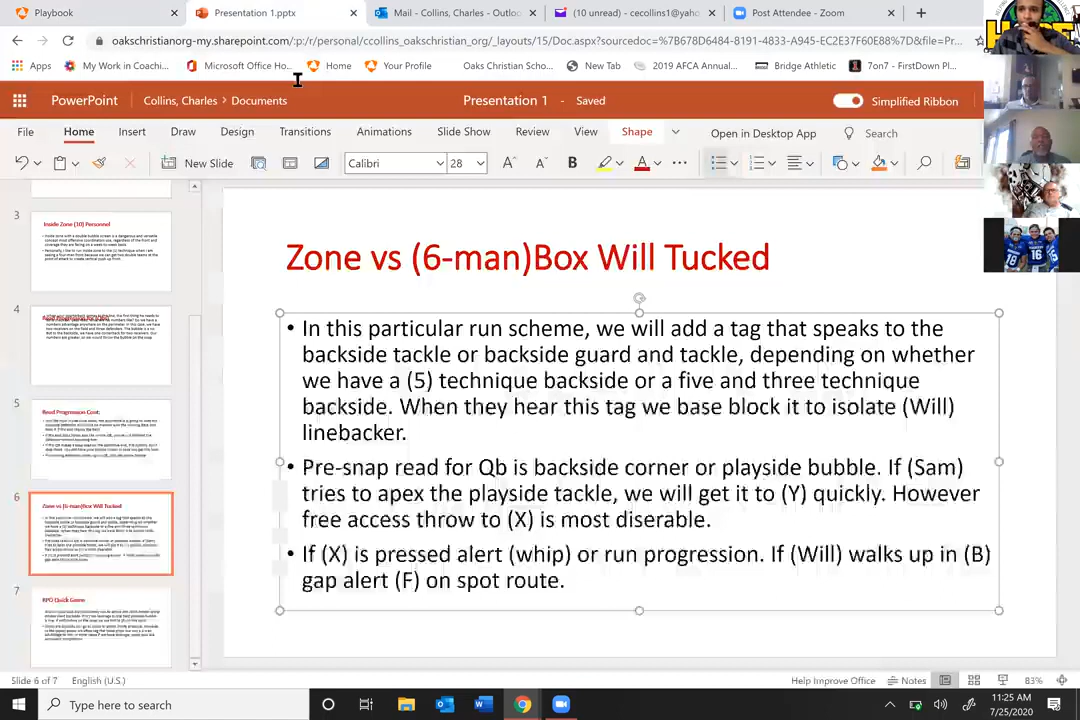 Playbook
Presentation 1.pptx
Mail - Collins, Charles - Outlo
(10 unread) - cecollins1@yaho
Post Attendee - Zoom
oakschristianorg-my.sharepoint.com/:p:/r/personal/ccollins_oakschristian_org/_layouts/15/Doc.aspx?sourcedoc=%7B678D6484-8191-4833-A945-EC2E37F60E88%7D&file=Pr...
Apps
My Work in Coachi...
Microsoft Office Ho...
Home
Your Profile
Oaks Christian Scho...
New Tab
2019 AFCA Annual...
Bridge Athletic
7on7 - FirstDown Pl...
PowerPoint
Collins, Charles > Documents
Presentation 1 - Saved
Simplified Ribbon
File
Home
Insert
Draw
Design
Transitions
Animations
Slide Show
Review
View
Shape
Open in Desktop App
Search
New Slide
Calibri
28
3
Inside Zone (10) Personnel
4
5
Read Progression Cont.
6
Zone vs (6-man)Box Will Tucked
7
RPO Quick Game
Zone vs (6-man)Box Will Tucked
• In this particular run scheme, we will add a tag that speaks to the
backside tackle or backside guard and tackle, depending on whether
we have a (5) technique backside or a five and three technique
backside. When they hear this tag we base block it to isolate (Will)
linebacker.
• Pre-snap read for Qb is backside corner or playside bubble. If (Sam)
tries to apex the playside tackle, we will get it to (Y) quickly. However
free access throw to (X) is most diserable.
• If (X) is pressed alert (whip) or run progression. If (Will) walks up in (B)
gap alert (F) on spot route.
Slide 6 of 7
English (U.S.)
Help Improve Office
Notes
83%
Type here to search
11:25 AM
7/25/2020